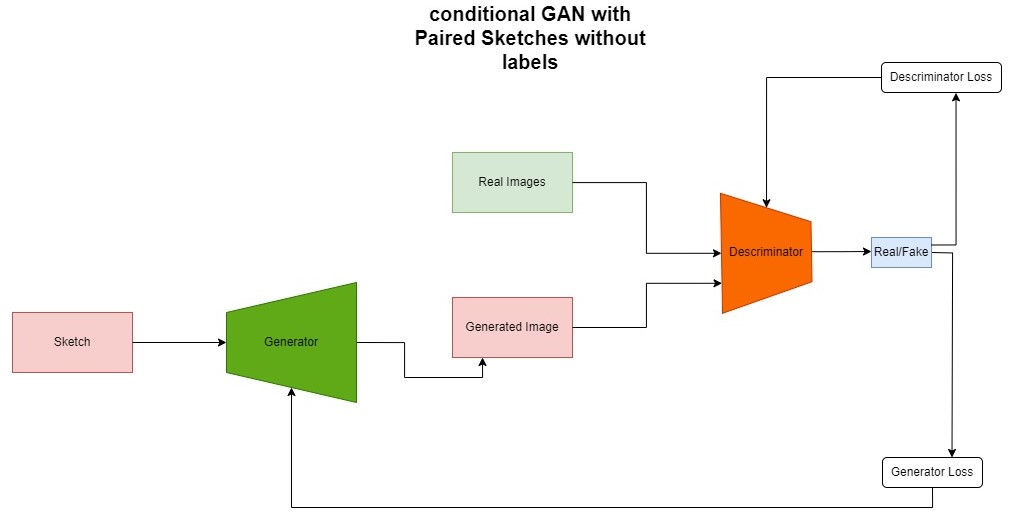 conditional GAN with
Paired Sketches without
labels
Descriminator Loss
Real Images
Descriminator
Real/Fake
Generated Image
Sketch
Generator
Generator Loss